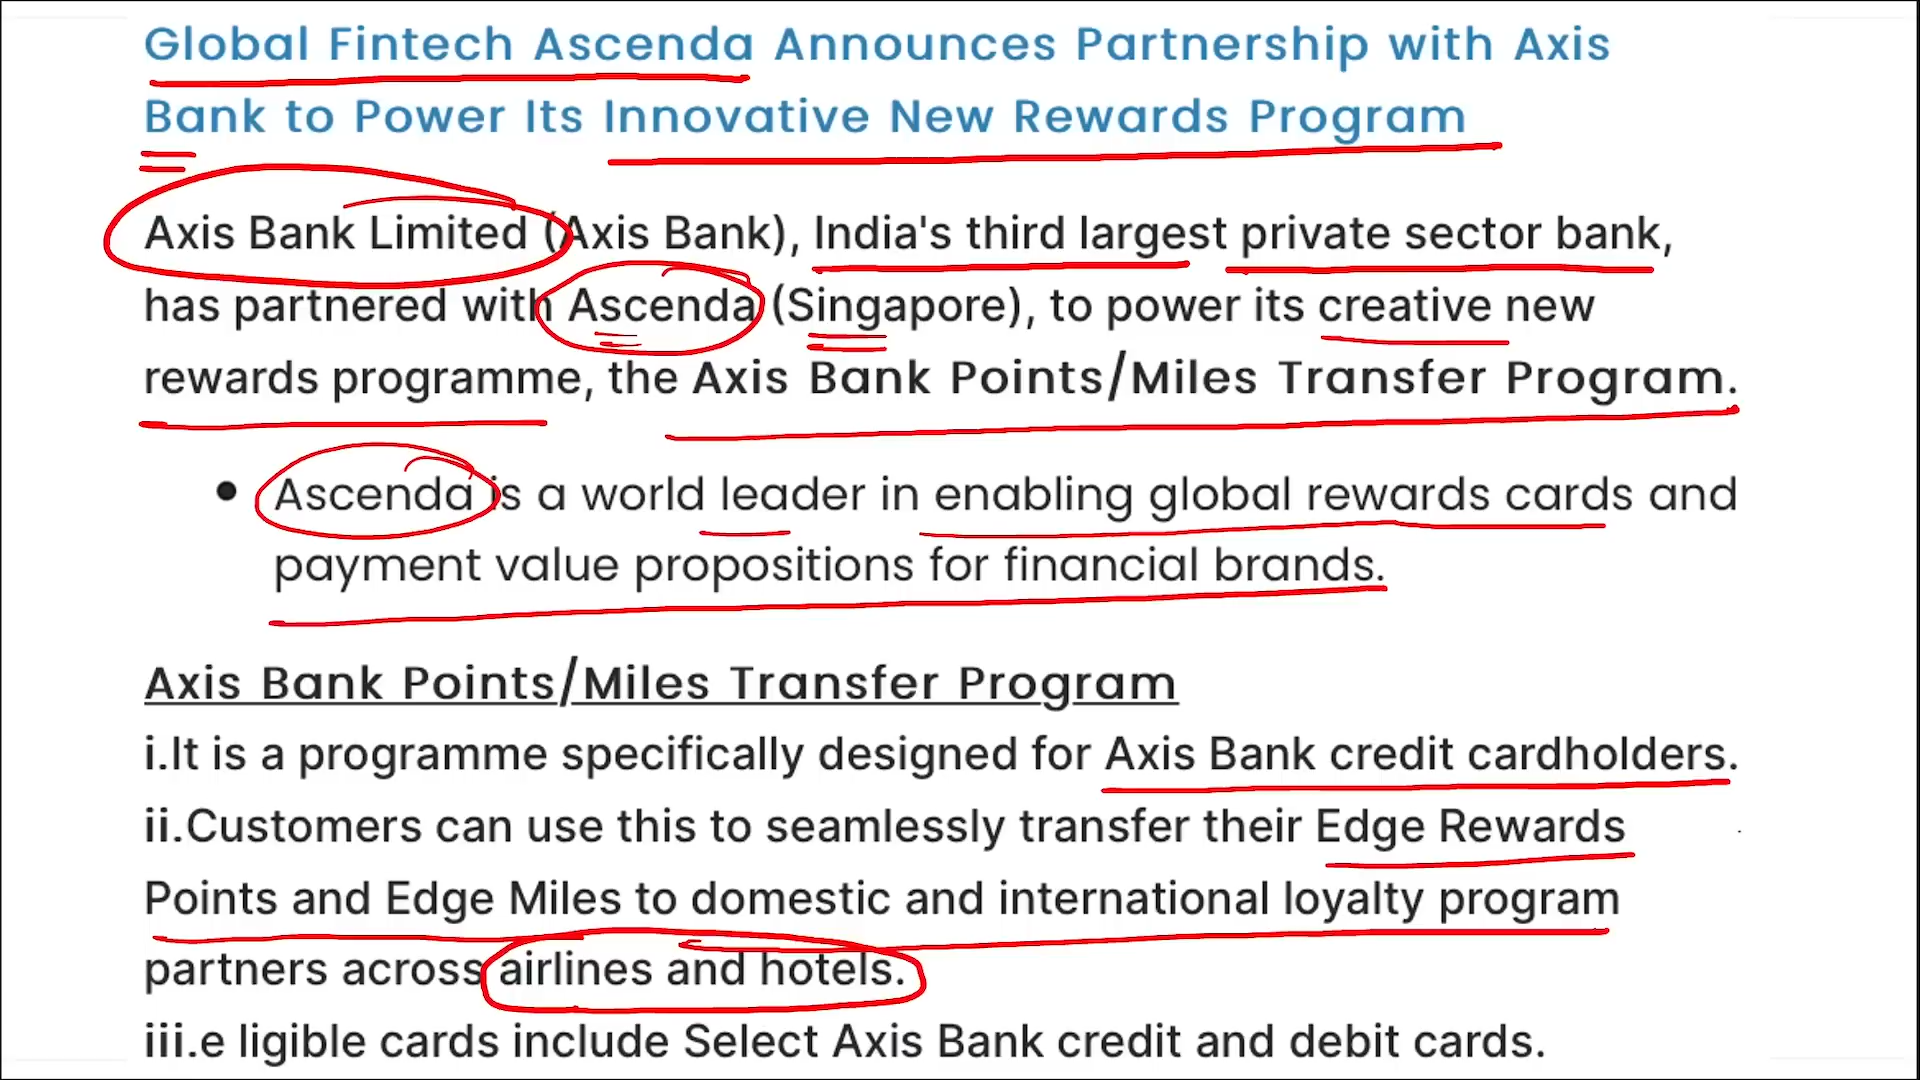 Global Fintech Ascenda Announces Partnership with Axis
Bank to Power Its Innovative New Rewards Program
Axis Bank Limited (Axis Bank), India's third largest private sector bank,
has partnered with Ascenda (Singapore), to power its creative new
rewards programme, the Axis Bank Points/Miles Transfer Program.
• Ascenda is a world leader in enabling global rewards cards and
payment value propositions for financial brands.
Axis Bank Points/Miles Transfer Program
i.It is a programme specifically designed for Axis Bank credit cardholders.
ii.Customers can use this to seamlessly transfer their Edge Rewards
Points and Edge Miles to domestic and international loyalty program
partners across airlines and hotels.
iii.e ligible cards include Select Axis Bank credit and debit cards.